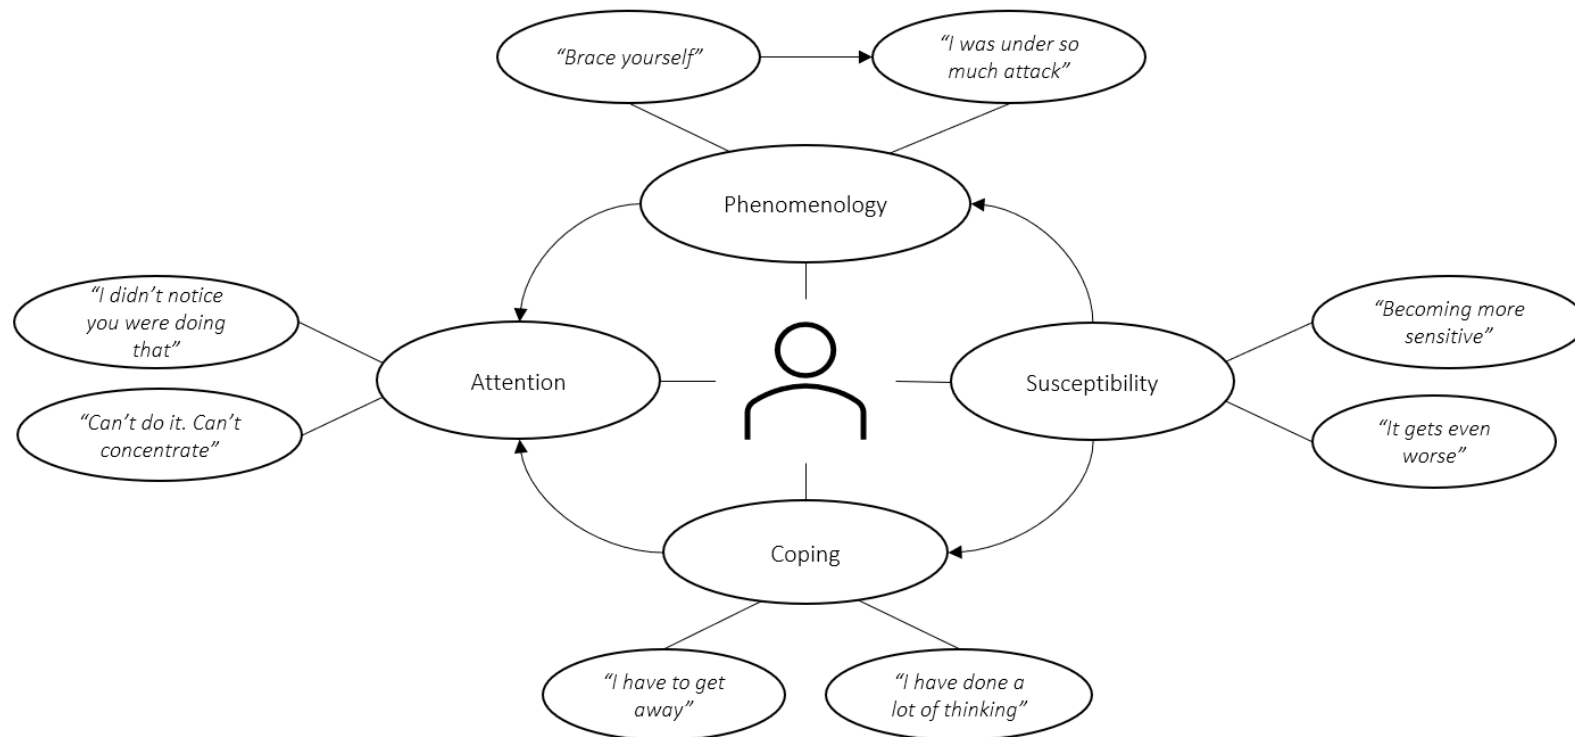 “Brace yourself”
“I was under so
much attack”
Phenomenology
“I didn’t notice
you were doing
that”
“Can’t do it. Can’t
concentrate”
Attention
Susceptibility
“Becoming more
sensitive”
“It gets even
worse”
Coping
“I have to get
away”
“I have done a
lot of thinking”